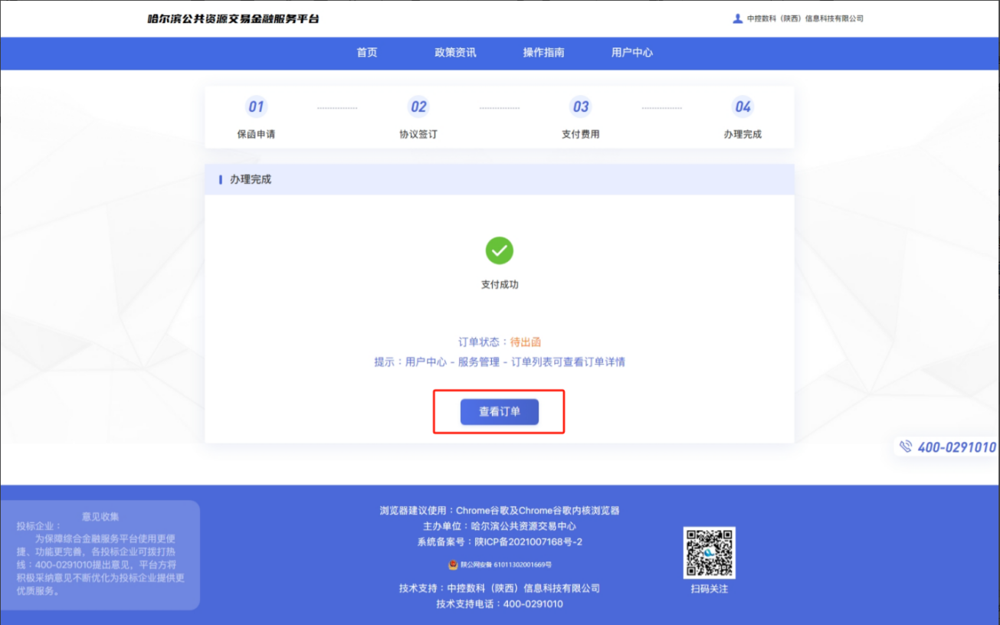 哈尔滨公共资源交易金融服务平台
中控数科（陕西）信息科技有限公司
首页 政策资讯 操作指南 用户中心
01 02 03 04
保函申请 协议签订 支付费用 办理完成
办理完成
支付成功
订单状态：待出函
提示：用户中心 - 服务管理 - 订单列表可查看订单详情
查看订单
400-0291010
意见收集
投标企业：
为保障综合金融服务平台使用更便
捷、功能更完善，各投标企业可拨打热
线：400-0291010提出意见，平台方将
积极采纳意见不断优化为投标企业提供更
优质服务。
浏览器建议使用：Chrome谷歌及Chrome谷歌内核浏览器
主办单位：哈尔滨公共资源交易中心
系统备案号：陕ICP备2021007168号-2
陕公网安备 61011302001669号
技术支持：中控数科（陕西）信息科技有限公司
技术支持电话：400-0291010
扫码关注